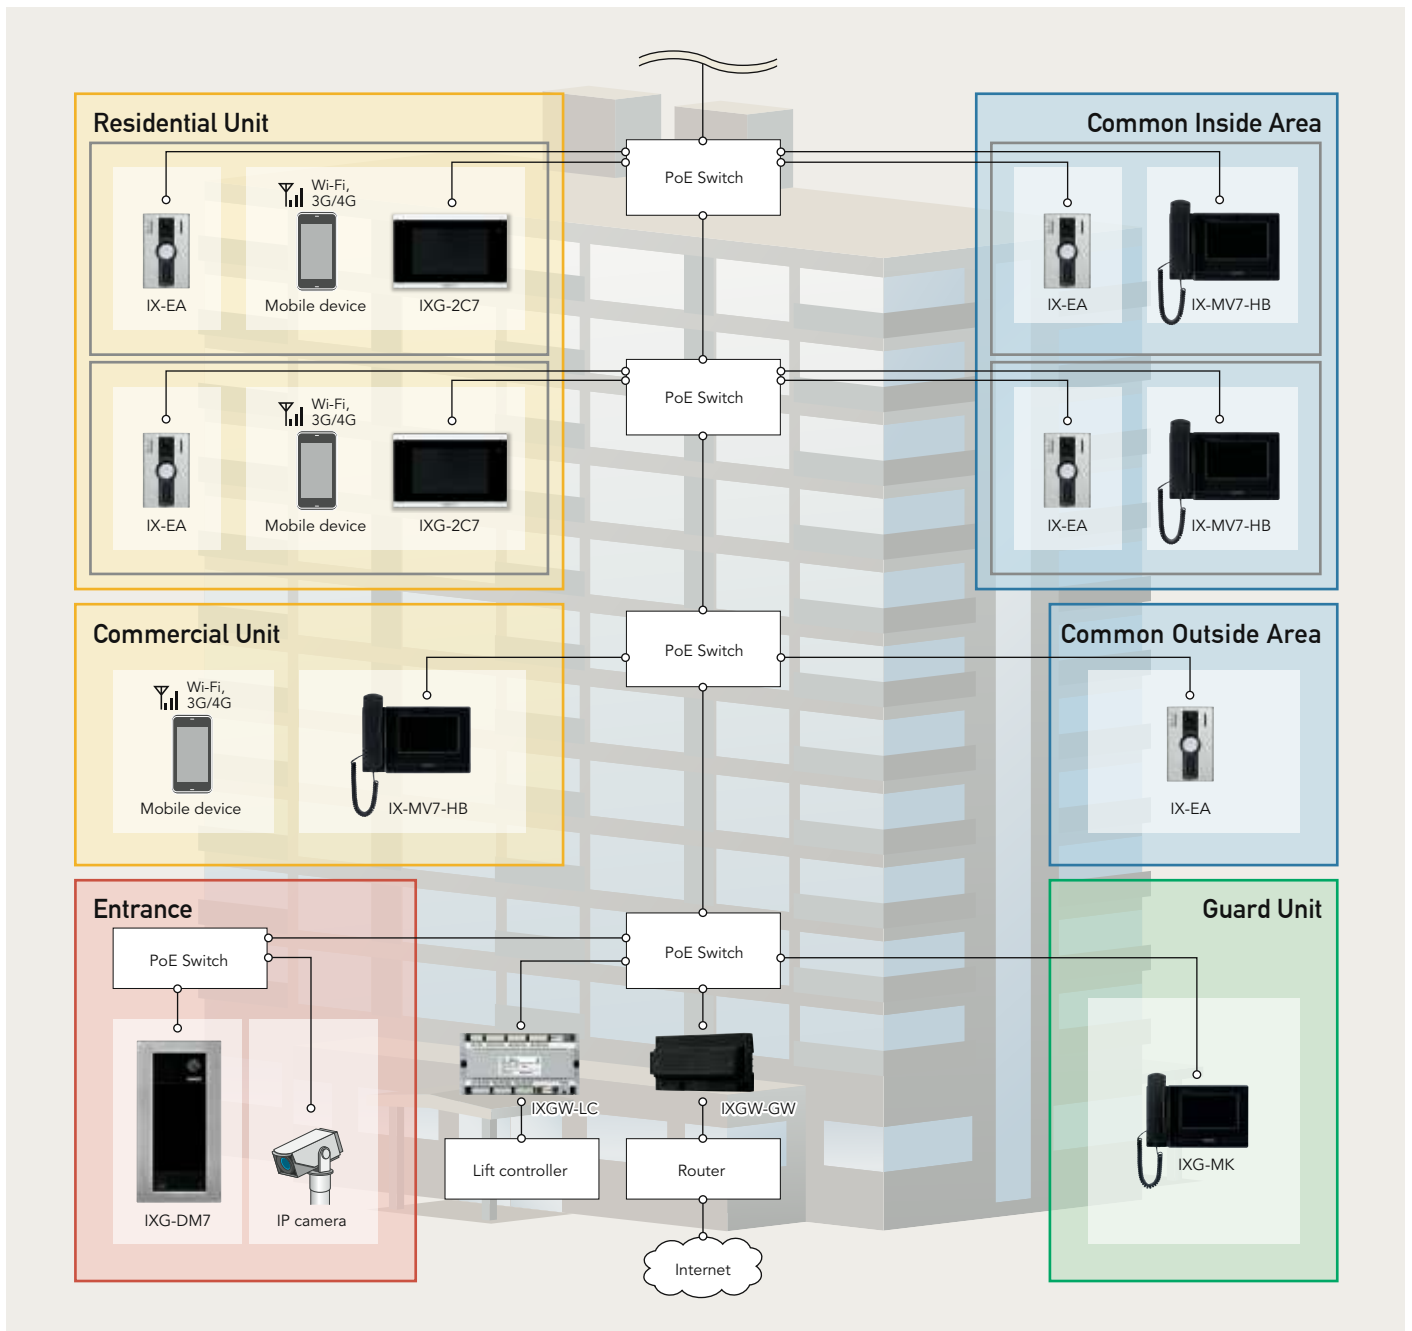 Residential Unit
Wi-Fi,
3G/4G
IX-EA
Mobile device
IXG-2C7
Wi-Fi,
3G/4G
IX-EA
Mobile device
IXG-2C7
PoE Switch
PoE Switch
PoE Switch
PoE Switch
Common Inside Area
IX-EA
IX-MV7-HB
IX-EA
IX-MV7-HB
Commercial Unit
Wi-Fi,
3G/4G
Mobile device
IX-MV7-HB
Common Outside Area
IX-EA
Entrance
PoE Switch
IXG-DM7
IP camera
IXGW-LC
Lift controller
IXGW-GW
Router
Internet
Guard Unit
IXG-MK